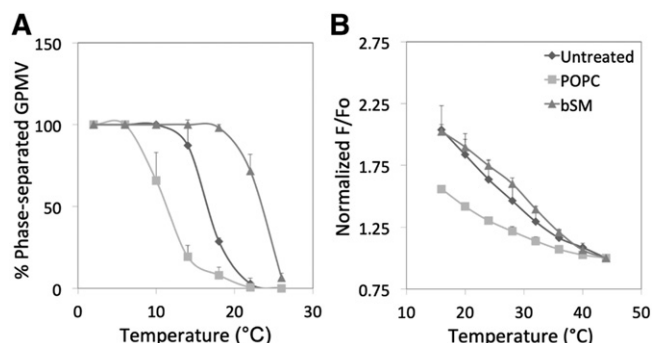 A
% Phase-separated GPMV
150
100
50
0
0
10
20
30
Temperature (°C)
B
Normalized F/Fo
2.75
2.25
1.75
1.25
0.75
10
20
30
40
50
Temperature (°C)
Untreated
POPC
bSM